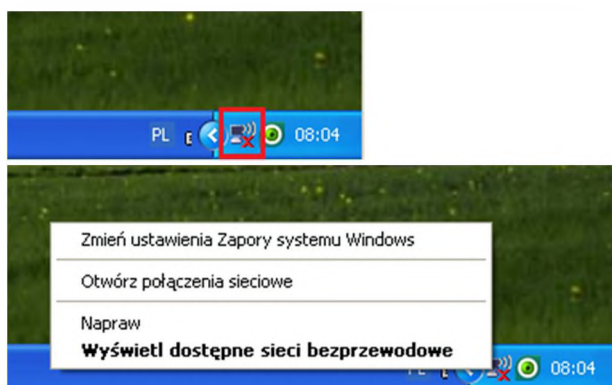 PL 08:04
Zmień ustawienia Zapory systemu Windows
Otwórz połączenia sieciowe
Napraw
Wyświetl dostępne sieci bezprzewodowe
08:04